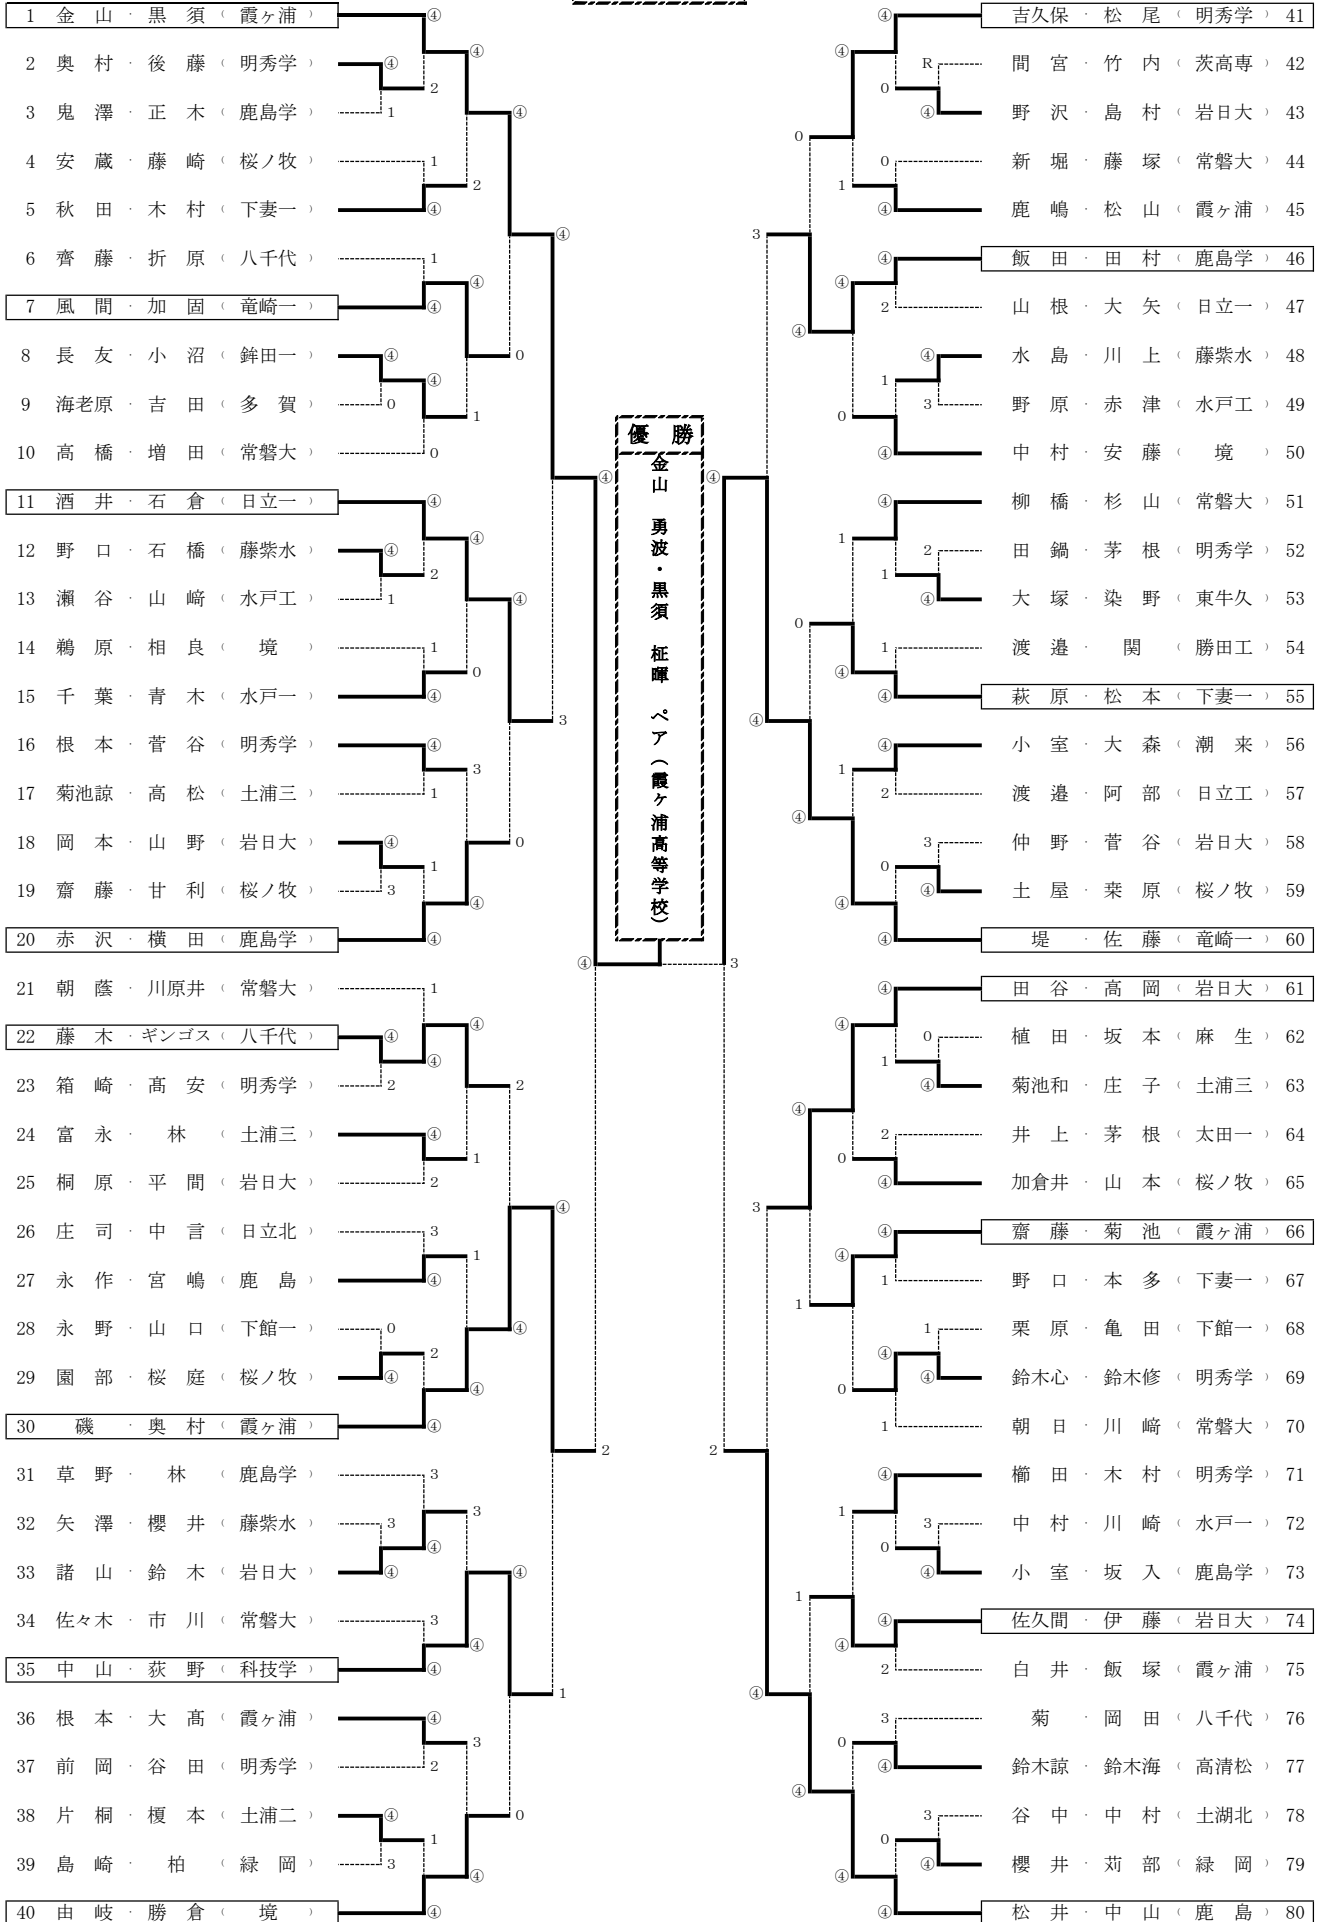 1 金山・黒須（霞ヶ浦）
2 奥村・後藤（明秀学）
3 鬼澤・正木（鹿島学）
4 安蔵・藤崎（桜ノ牧）
5 秋田・木村（下妻一）
6 齊藤・折原（八千代）
7 風間・加固（竜崎一）
8 長友・小沼（鉾田一）
9 海老原・吉田（多賀）
10 高橋・増田（常磐大）
11 酒井・石倉（日立一）
12 野口・石橋（藤紫水）
13 瀬谷・山﨑（水戸工）
14 鵜原・相良（境）
15 千葉・青木（水戸一）
16 根本・菅谷（明秀学）
17 菊池諒・高松（土浦三）
18 岡本・山野（岩日大）
19 齋藤・甘利（桜ノ牧）
20 赤沢・横田（鹿島学）
21 朝蔭・川原井（常磐大）
22 藤木・ギンゴス（八千代）
23 箱崎・髙安（明秀学）
24 富永・林（土浦三）
25 桐原・平間（岩日大）
26 庄司・中言（日立北）
27 永作・宮嶋（鹿島）
28 永野・山口（下館一）
29 園部・桜庭（桜ノ牧）
30 磯・奥村（霞ヶ浦）
31 草野・林（鹿島学）
32 矢澤・櫻井（藤紫水）
33 諸山・鈴木（岩日大）
34 佐々木・市川（常磐大）
35 中山・荻野（科技学）
36 根本・大髙（霞ヶ浦）
37 前岡・谷田（明秀学）
38 片桐・榎本（土浦二）
39 島崎・柏（緑岡）
40 由岐・勝倉（境）
優勝
金山 勇波・黒須 柾暉 ペア（霞ヶ浦高等学校）
吉久保・松尾（明秀学）41
間宮・竹内（茨高専）42
野沢・島村（岩日大）43
新堀・藤塚（常磐大）44
鹿嶋・松山（霞ヶ浦）45
飯田・田村（鹿島学）46
山根・大矢（日立一）47
水島・川上（藤紫水）48
野原・赤津（水戸工）49
中村・安藤（境）50
柳橋・杉山（常磐大）51
田鍋・茅根（明秀学）52
大塚・染野（東牛久）53
渡邉・関（勝田工）54
萩原・松本（下妻一）55
小室・大森（潮来）56
渡邉・阿部（日立工）57
仲野・菅谷（岩日大）58
土屋・桒原（桜ノ牧）59
堤・佐藤（竜崎一）60
田谷・高岡（岩日大）61
植田・坂本（麻生）62
菊池和・庄子（土浦三）63
井上・茅根（太田一）64
加倉井・山本（桜ノ牧）65
齋藤・菊池（霞ヶ浦）66
野口・本多（下妻一）67
栗原・亀田（下館一）68
鈴木心・鈴木修（明秀学）69
朝日・川﨑（常磐大）70
櫛田・木村（明秀学）71
中村・川崎（水戸一）72
小室・坂入（鹿島学）73
佐久間・伊藤（岩日大）74
白井・飯塚（霞ヶ浦）75
菊・岡田（八千代）76
鈴木諒・鈴木海（高清松）77
谷中・中村（土湖北）78
櫻井・苅部（緑岡）79
松井・中山（鹿島）80